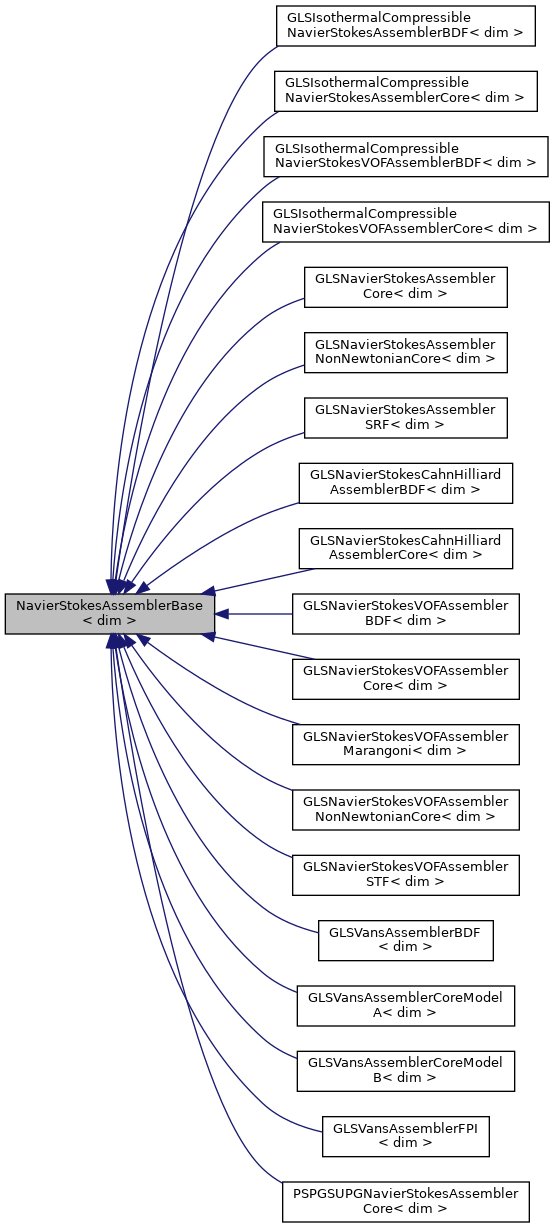 GLSIsothermalCompressible
NavierStokesAssemblerBDF< dim >
GLSIsothermalCompressible
NavierStokesAssemblerCore< dim >
GLSIsothermalCompressible
NavierStokesVOFAssemblerBDF< dim >
GLSIsothermalCompressible
NavierStokesVOFAssemblerCore< dim >
GLSNavierStokesAssembler
Core< dim >
GLSNavierStokesAssembler
NonNewtonianCore< dim >
GLSNavierStokesAssembler
SRF< dim >
GLSNavierStokesCahnHilliard
AssemblerBDF< dim >
GLSNavierStokesCahnHilliard
AssemblerCore< dim >
NavierStokesAssemblerBase
< dim >
GLSNavierStokesVOFAssembler
BDF< dim >
GLSNavierStokesVOFAssembler
Core< dim >
GLSNavierStokesVOFAssembler
Marangoni< dim >
GLSNavierStokesVOFAssembler
NonNewtonianCore< dim >
GLSNavierStokesVOFAssembler
STF< dim >
GLSVansAssemblerBDF
< dim >
GLSVansAssemblerCoreModel
A< dim >
GLSVansAssemblerCoreModel
B< dim >
GLSVansAssemblerFPI
< dim >
PSPGSUPGNavierStokesAssembler
Core< dim >